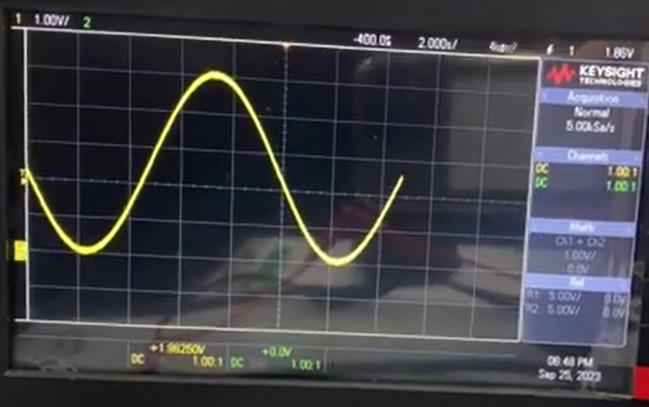 1 1.00V/ 2 -400.0s 2.000s/ 1 1.86V
KEYSIGHT
TECHNOLOGIES
Acquisition
Normal
5.00kSa/s
Channels
DC 1.00:1
DC 1.00:1
Math
Ch1 + Ch2
1.00V/
0.0V
Ref
R1 5.00V/ 0.0V
R2 5.00V/ 0.0V
+1.96250V +0.0V
DC 1.00:1 DC 1.00:1
06:48 PM
Sep 25, 2023